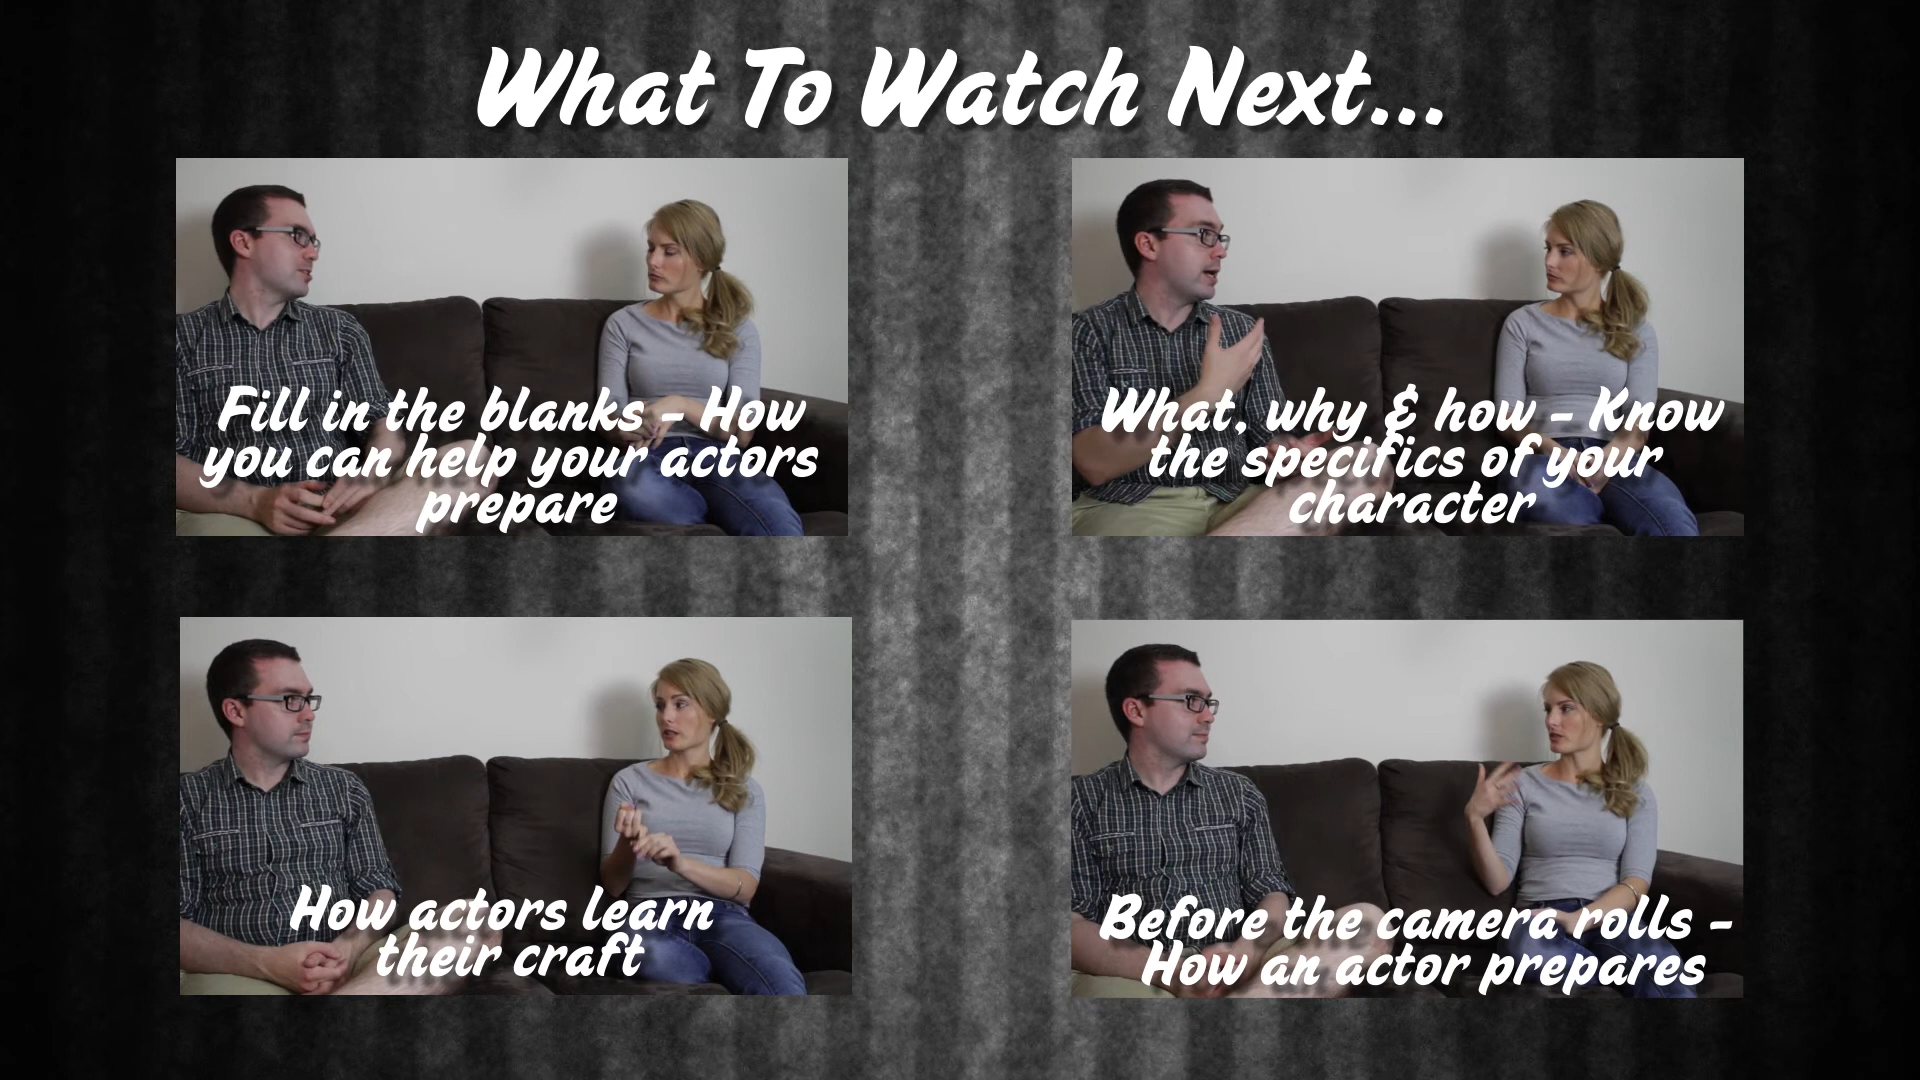 What To Watch Next...
Fill in the blanks - How
you can help your actors
prepare
What, why & how - Know
the specifics of your
character
How actors learn
their craft
Before the camera rolls -
How an actor prepares